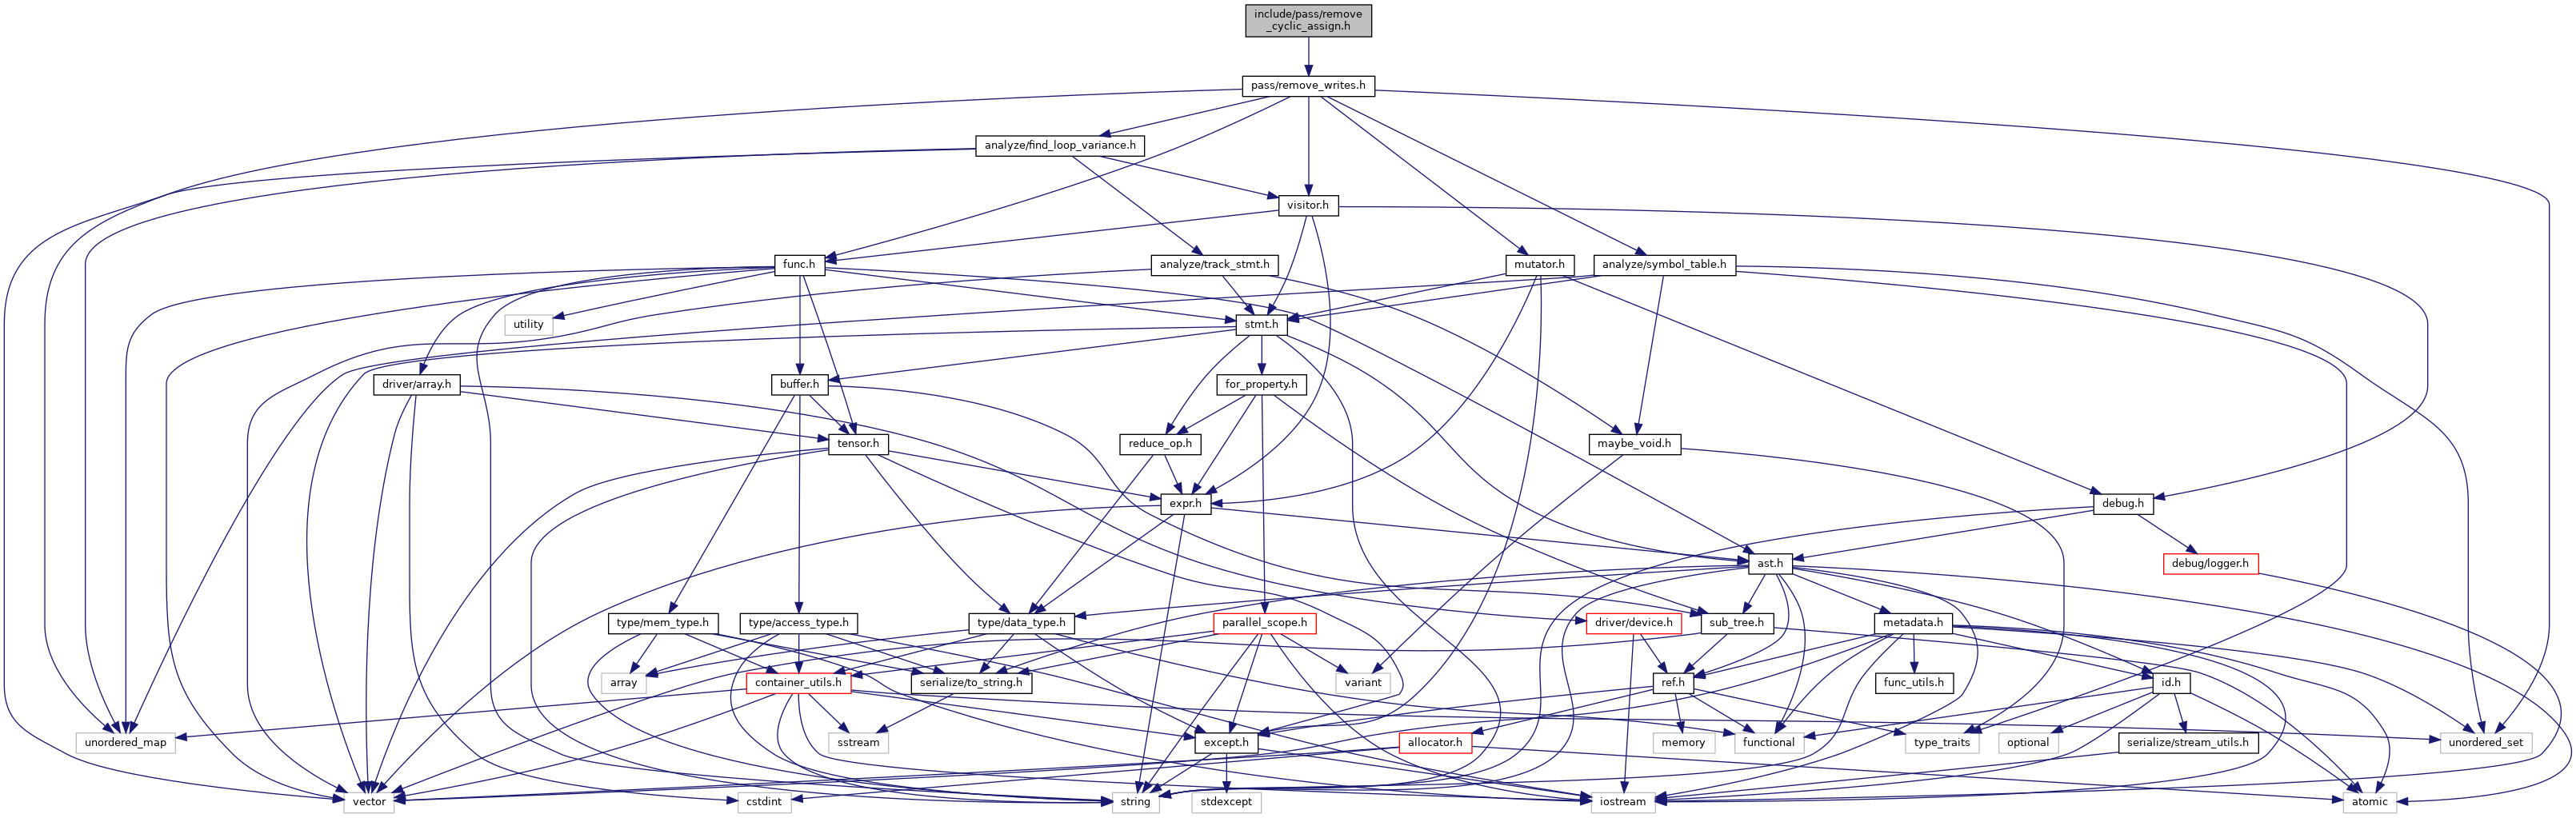 include/pass/remove
_cyclic_assign.h
pass/remove_writes.h
analyze/find_loop_variance.h
visitor.h
func.h
analyze/track_stmt.h
mutator.h
analyze/symbol_table.h
utility
stmt.h
driver/array.h
buffer.h
for_property.h
tensor.h
reduce_op.h
maybe_void.h
expr.h
debug.h
ast.h
debug/logger.h
type/mem_type.h
type/access_type.h
type/data_type.h
parallel_scope.h
driver/device.h
sub_tree.h
metadata.h
array
container_utils.h
serialize/to_string.h
variant
ref.h
func_utils.h
id.h
unordered_map
sstream
except.h
allocator.h
memory
functional
type_traits
optional
serialize/stream_utils.h
unordered_set
vector
cstdint
string
stdexcept
iostream
atomic